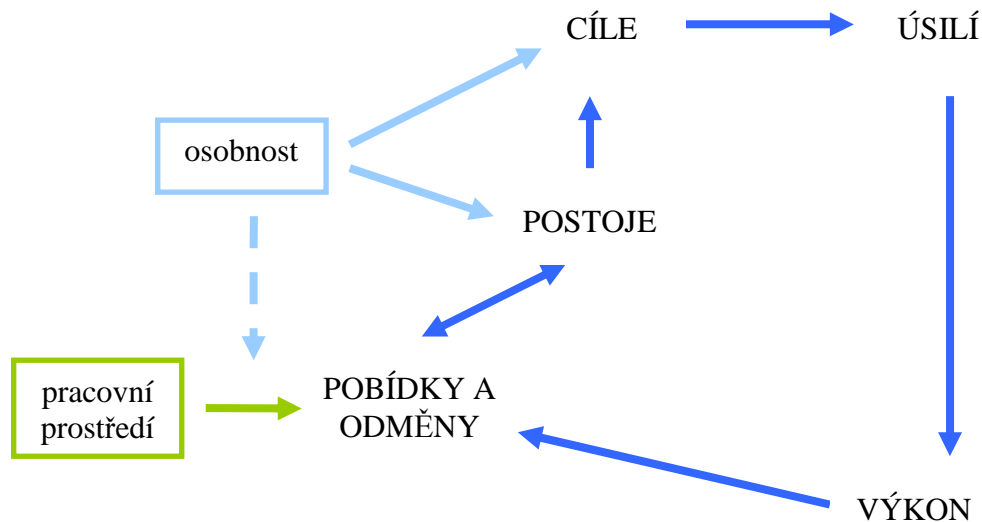 CÍLE
ÚSILÍ
osobnost
POSTOJE
pracovní
prostředí
POBÍDKY A
ODMĚNY
VÝKON